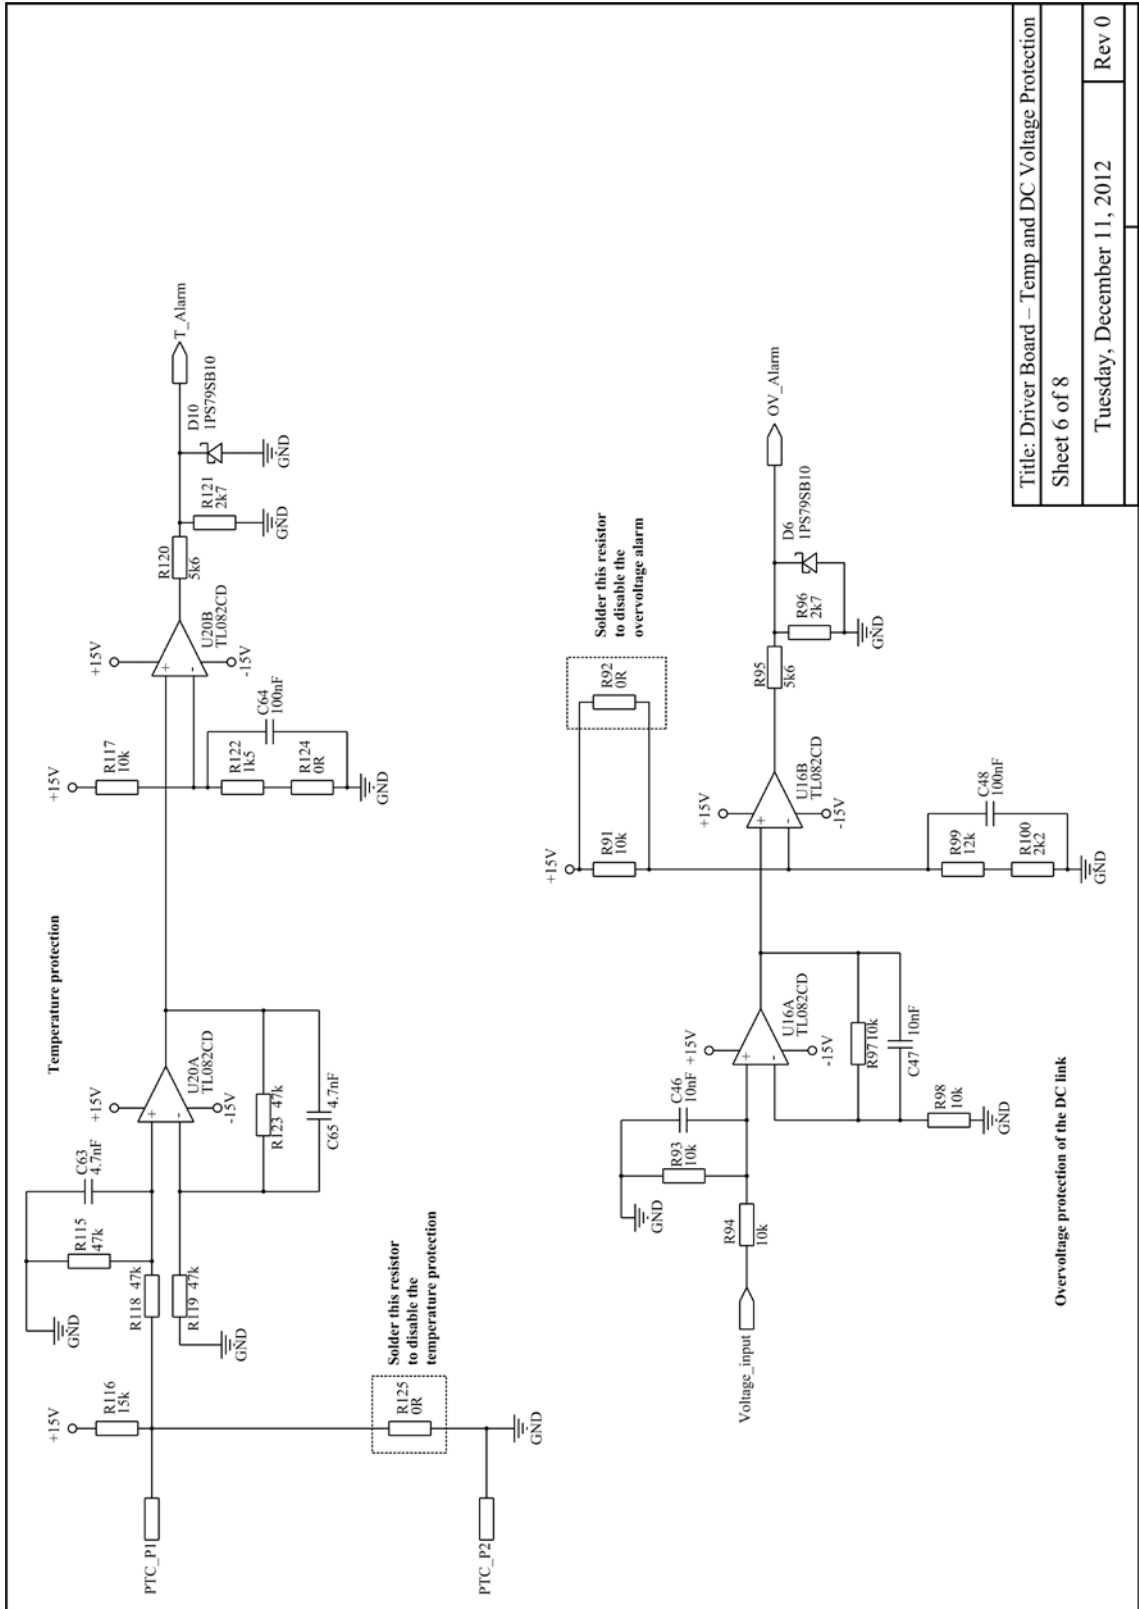 Temperature protection
+15V
R116
15k
PTC_P1
PTC_P2
GND
R125
0R
Solder this resistor
to disable the
temperature protection
GND
R115
47k
C63
4.7nF
R118 47k
R119 47k
GND
+15V
U20A
TL082CD
-15V
R123 47k
C65 4.7nF
+15V
R117
10k
R122
1k5
R124
0R
C64
100nF
GND
+15V
U20B
TL082CD
-15V
R120
5k6
R121
2k7
GND
D10
1PS79SB10
GND
T_Alarm
Voltage_input
R94
10k
GND
R93
10k
C46
10nF
+15V
U16A
TL082CD
-15V
R97 10k
C47 10nF
R98
10k
GND
+15V
R91
10k
R92
0R
Solder this resistor
to disable the
overvoltage alarm
+15V
U16B
TL082CD
-15V
R99
12k
R100
2k2
C48
100nF
GND
R95
5k6
R96
2k7
D6
1PS79SB10
GND
OV_Alarm
Overvoltage protection of the DC link
Title: Driver Board – Temp and DC Voltage Protection
Sheet 6 of 8
Tuesday, December 11, 2012
Rev 0